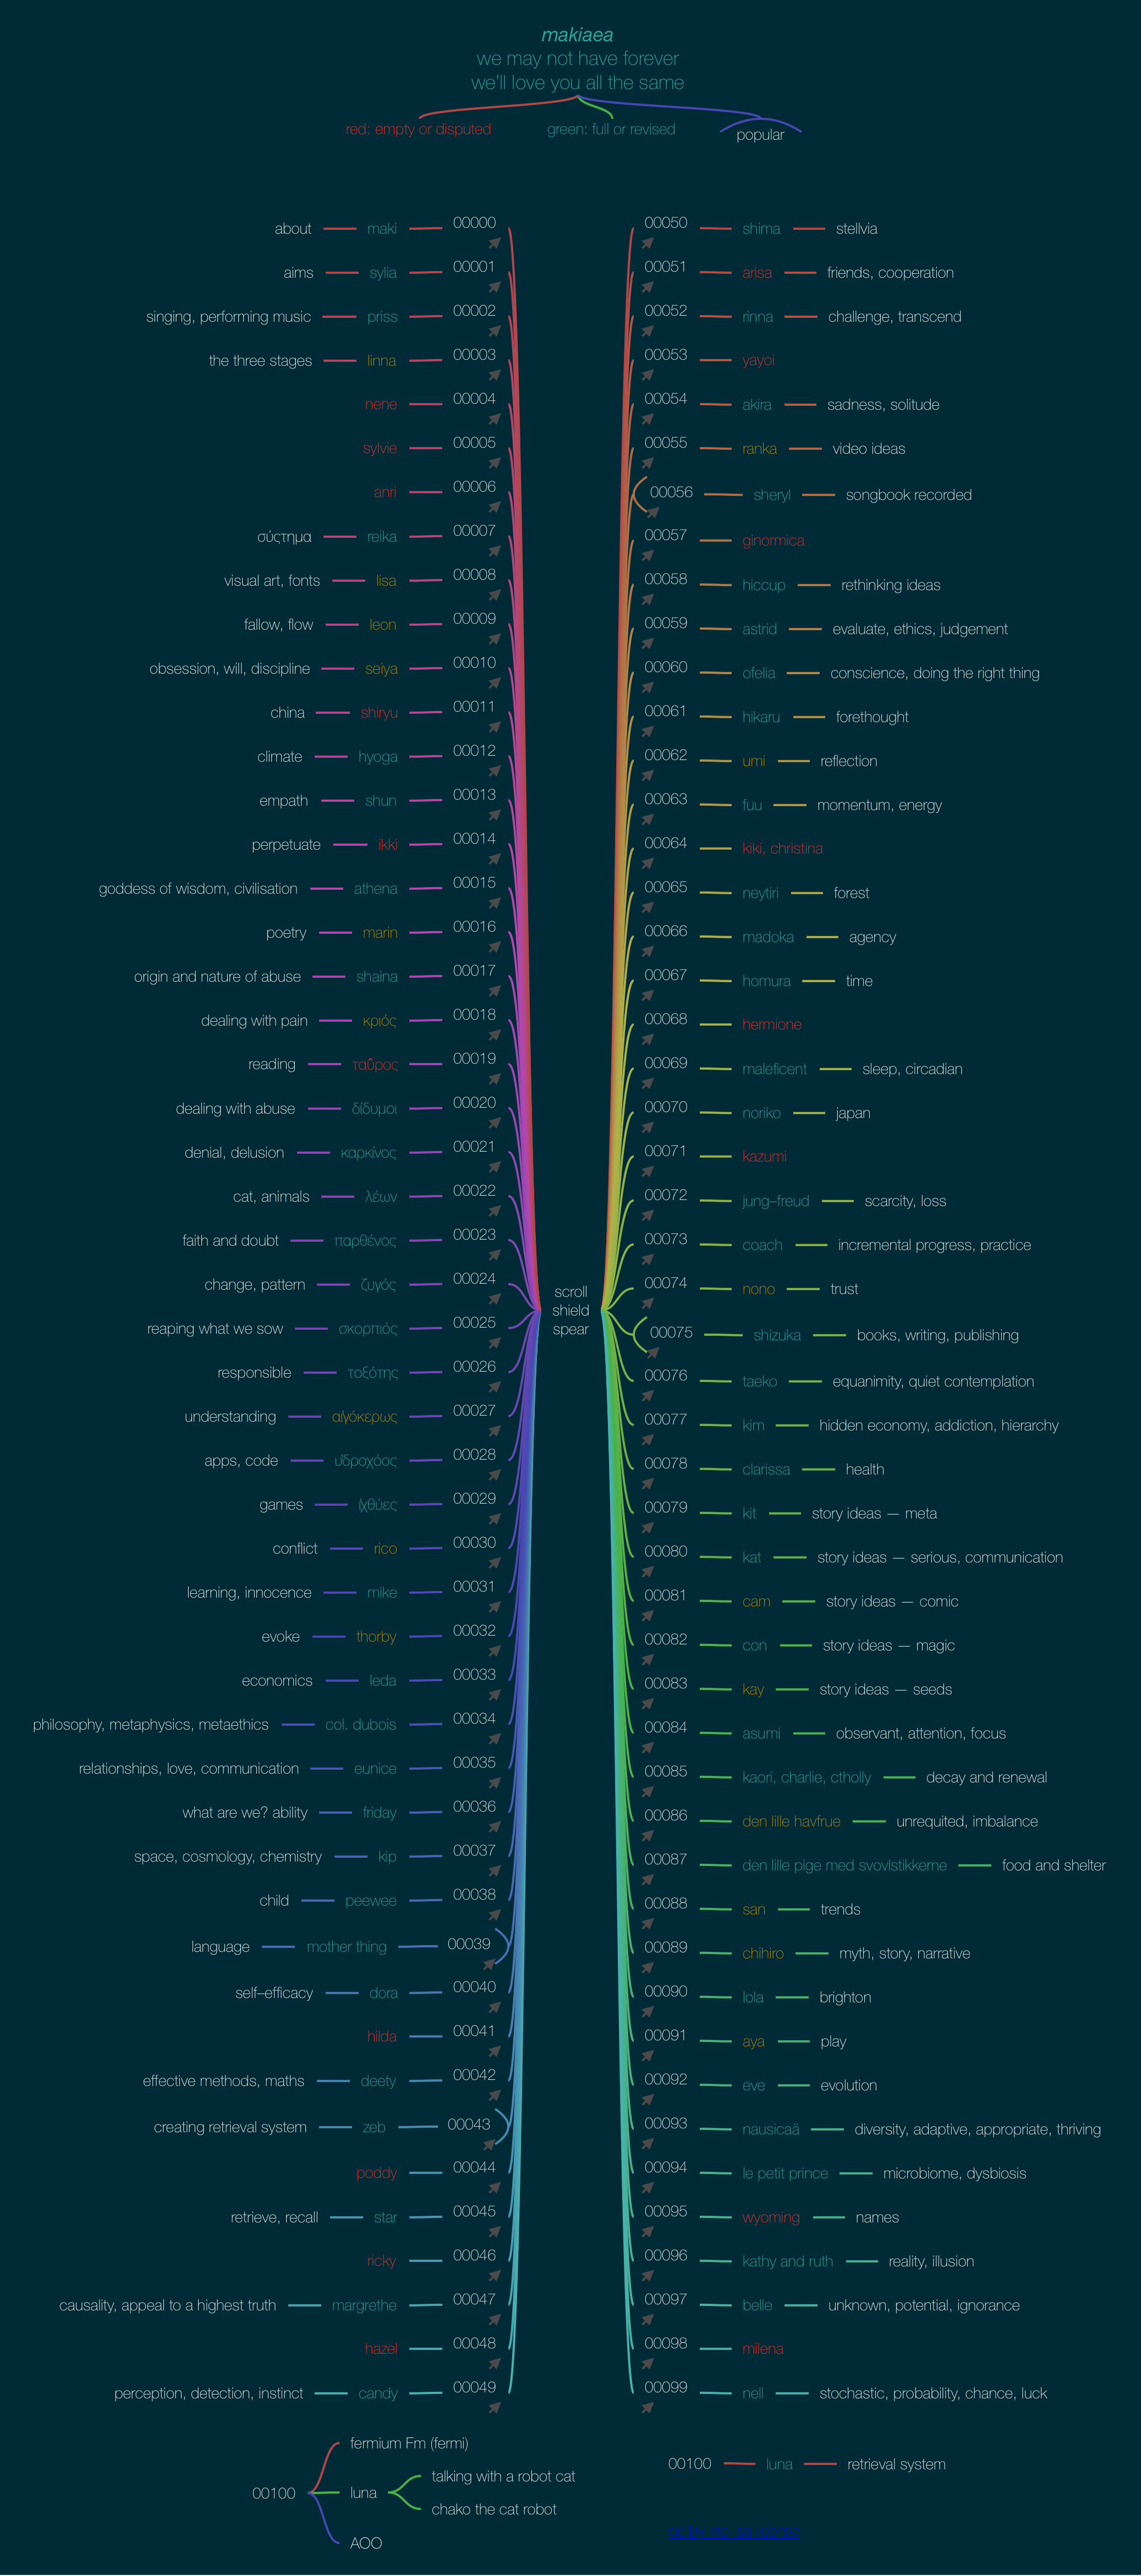 makiaea
we may not have forever
we'll love you all the same
red: empty or disputed
green: full or revised
popular
about maki 00000
aims sylia 00001
singing, performing music priss 00002
the three stages linna 00003
nene 00004
sylvie 00005
anri 00006
σύςτημα reika 00007
visual art, fonts lisa 00008
fallow, flow leon 00009
obsession, will, discipline seiya 00010
china shiryu 00011
climate hyoga 00012
empath shun 00013
perpetuate ikki 00014
goddess of wisdom, civilisation athena 00015
poetry marin 00016
origin and nature of abuse shaina 00017
dealing with pain κριός 00018
reading ταῦρος 00019
dealing with abuse δίδυμοι 00020
denial, delusion καρκίνος 00021
cat, animals λέων 00022
faith and doubt παρθένος 00023
change, pattern ζυγός 00024
reaping what we sow σκορπιός 00025
responsible τοξότης 00026
understanding αἰγόκερως 00027
apps, code ὑδροχόος 00028
games ἰχθύες 00029
conflict rico 00030
learning, innocence mike 00031
evoke thorby 00032
economics leda 00033
philosophy, metaphysics, metaethics col. dubois 00034
relationships, love, communication eunice 00035
what are we? ability friday 00036
space, cosmology, chemistry kip 00037
child peewee 00038
language mother thing 00039
self–efficacy dora 00040
hilda 00041
effective methods, maths deety 00042
creating retrieval system zeb 00043
poddy 00044
retrieve, recall star 00045
ricky 00046
causality, appeal to a highest truth margrethe 00047
hazel 00048
perception, detection, instinct candy 00049
scroll
shield
spear
00050 shima stellvia
00051 arisa friends, cooperation
00052 rinna challenge, transcend
00053 yayoi
00054 akira sadness, solitude
00055 ranka video ideas
00056 sheryl songbook recorded
00057 ginormica
00058 hiccup rethinking ideas
00059 astrid evaluate, ethics, judgement
00060 ofelia conscience, doing the right thing
00061 hikaru forethought
00062 umi reflection
00063 fuu momentum, energy
00064 kiki, christina
00065 neytiri forest
00066 madoka agency
00067 homura time
00068 hermione
00069 maleficent sleep, circadian
00070 noriko japan
00071 kazumi
00072 jung–freud scarcity, loss
00073 coach incremental progress, practice
00074 nono trust
00075 shizuka books, writing, publishing
00076 taeko equanimity, quiet contemplation
00077 kim hidden economy, addiction, hierarchy
00078 clarissa health
00079 kit story ideas — meta
00080 kat story ideas — serious, communication
00081 cam story ideas — comic
00082 con story ideas — magic
00083 kay story ideas — seeds
00084 asumi observant, attention, focus
00085 kaori, charlie, ctholly decay and renewal
00086 den lille havfrue unrequited, imbalance
00087 den lille pige med svovlstikkerne food and shelter
00088 san trends
00089 chihiro myth, story, narrative
00090 lola brighton
00091 aya play
00092 eve evolution
00093 nausicaä diversity, adaptive, appropriate, thriving
00094 le petit prince microbiome, dysbiosis
00095 wyoming names
00096 kathy and ruth reality, illusion
00097 belle unknown, potential, ignorance
00098 milena
00099 nell stochastic, probability, chance, luck
00100
fermium Fm (fermi)
luna
talking with a robot cat
chako the cat robot
AOO
00100 luna retrieval system